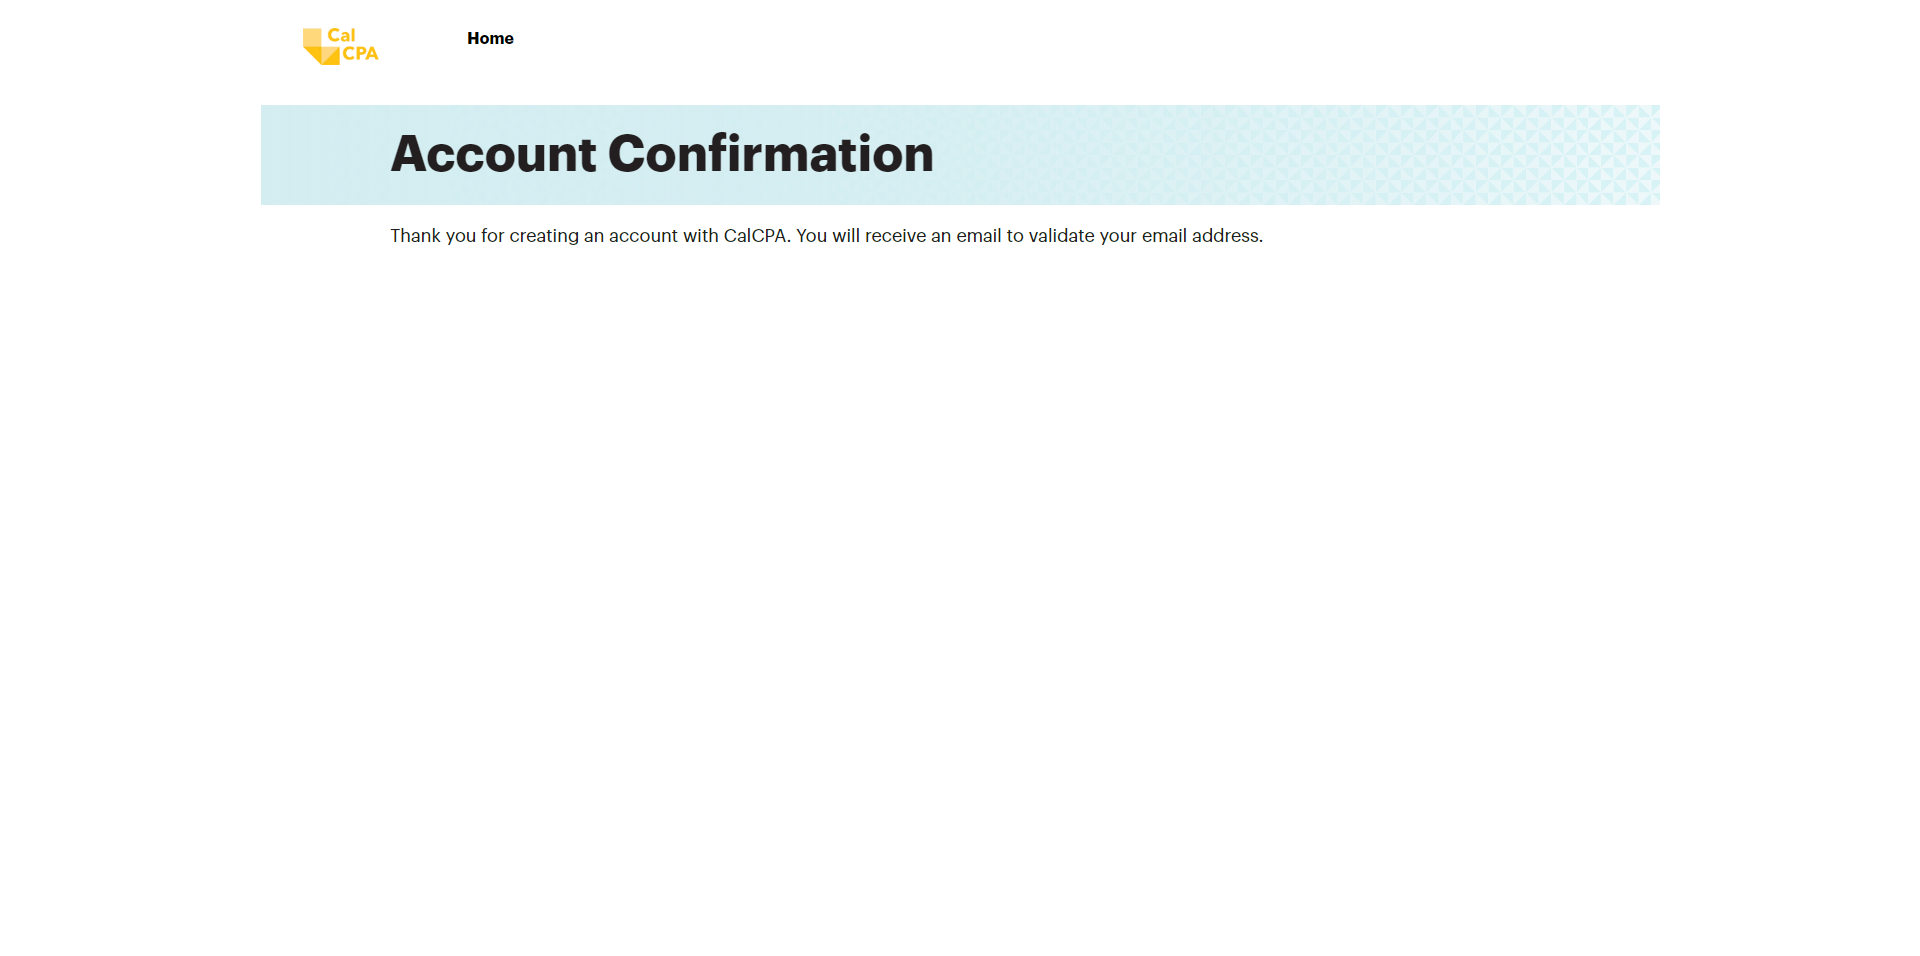 Cal
CPA
Home
Account Confirmation
Thank you for creating an account with CalCPA. You will receive an email to validate your email address.